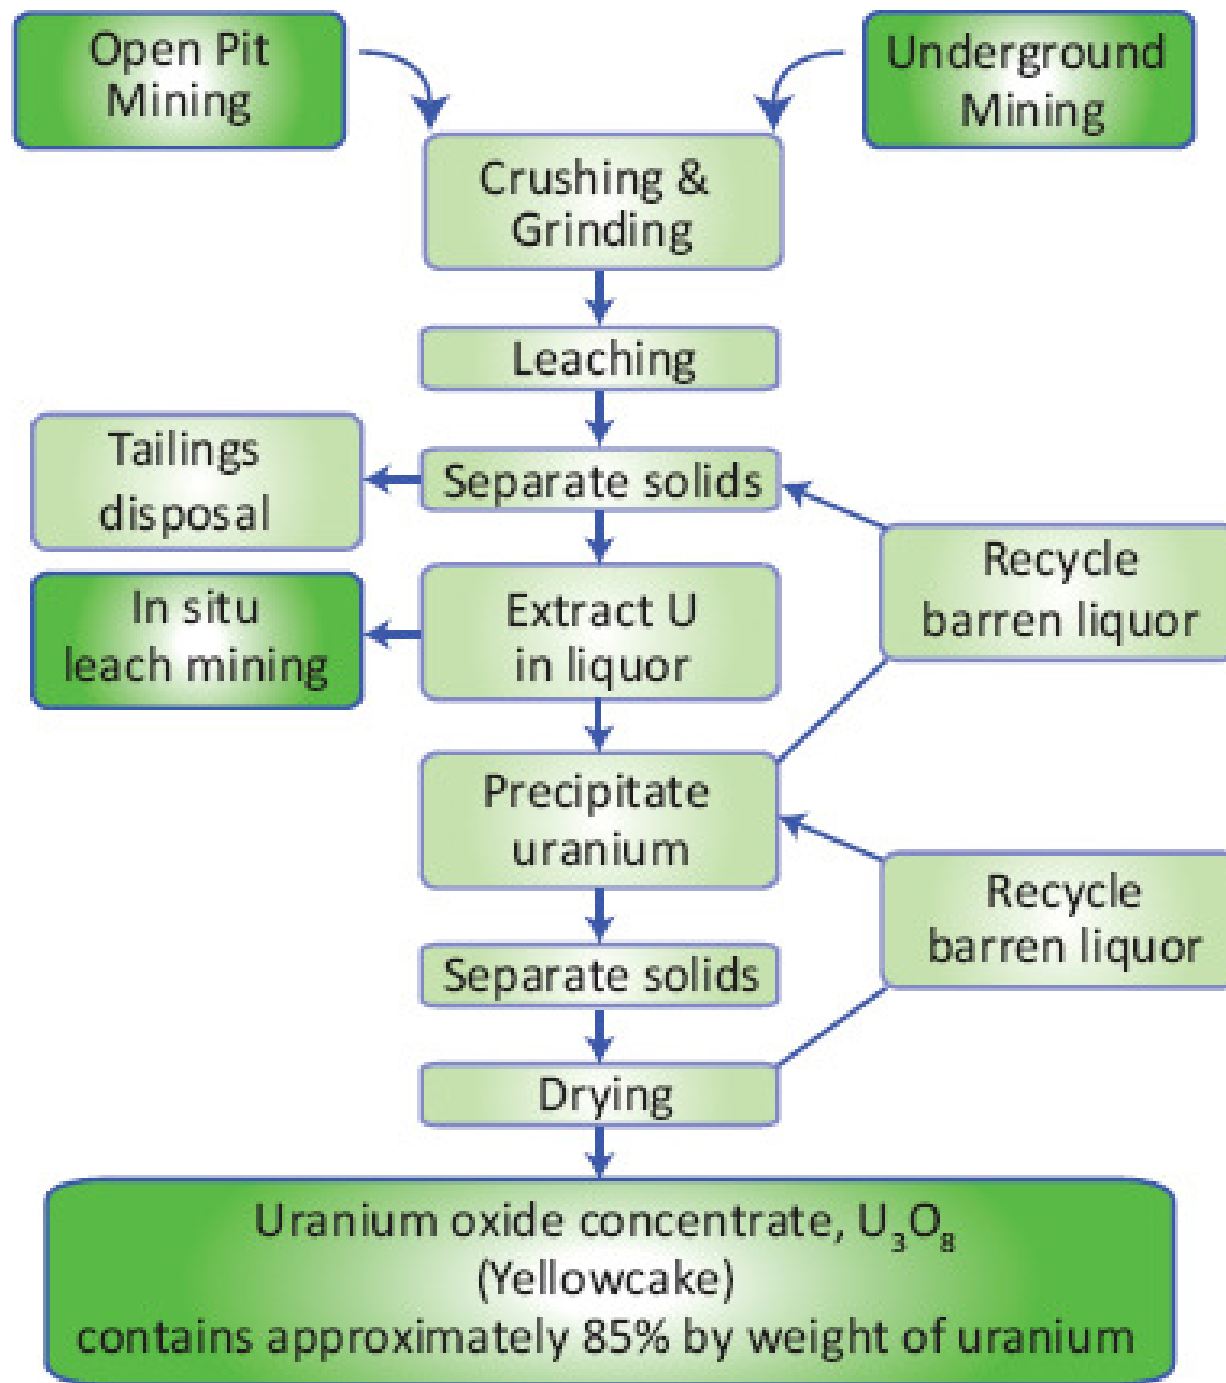 Open Pit
Mining
Underground
Mining
Crushing &
Grinding
Leaching
Tailings
disposal
Separate solids
Recycle
barren liquor
In situ
leach mining
Extract U
in liquor
Precipitate
uranium
Recycle
barren liquor
Separate solids
Drying
Uranium oxide concentrate, U₃O₈
(Yellowcake)
contains approximately 85% by weight of uranium